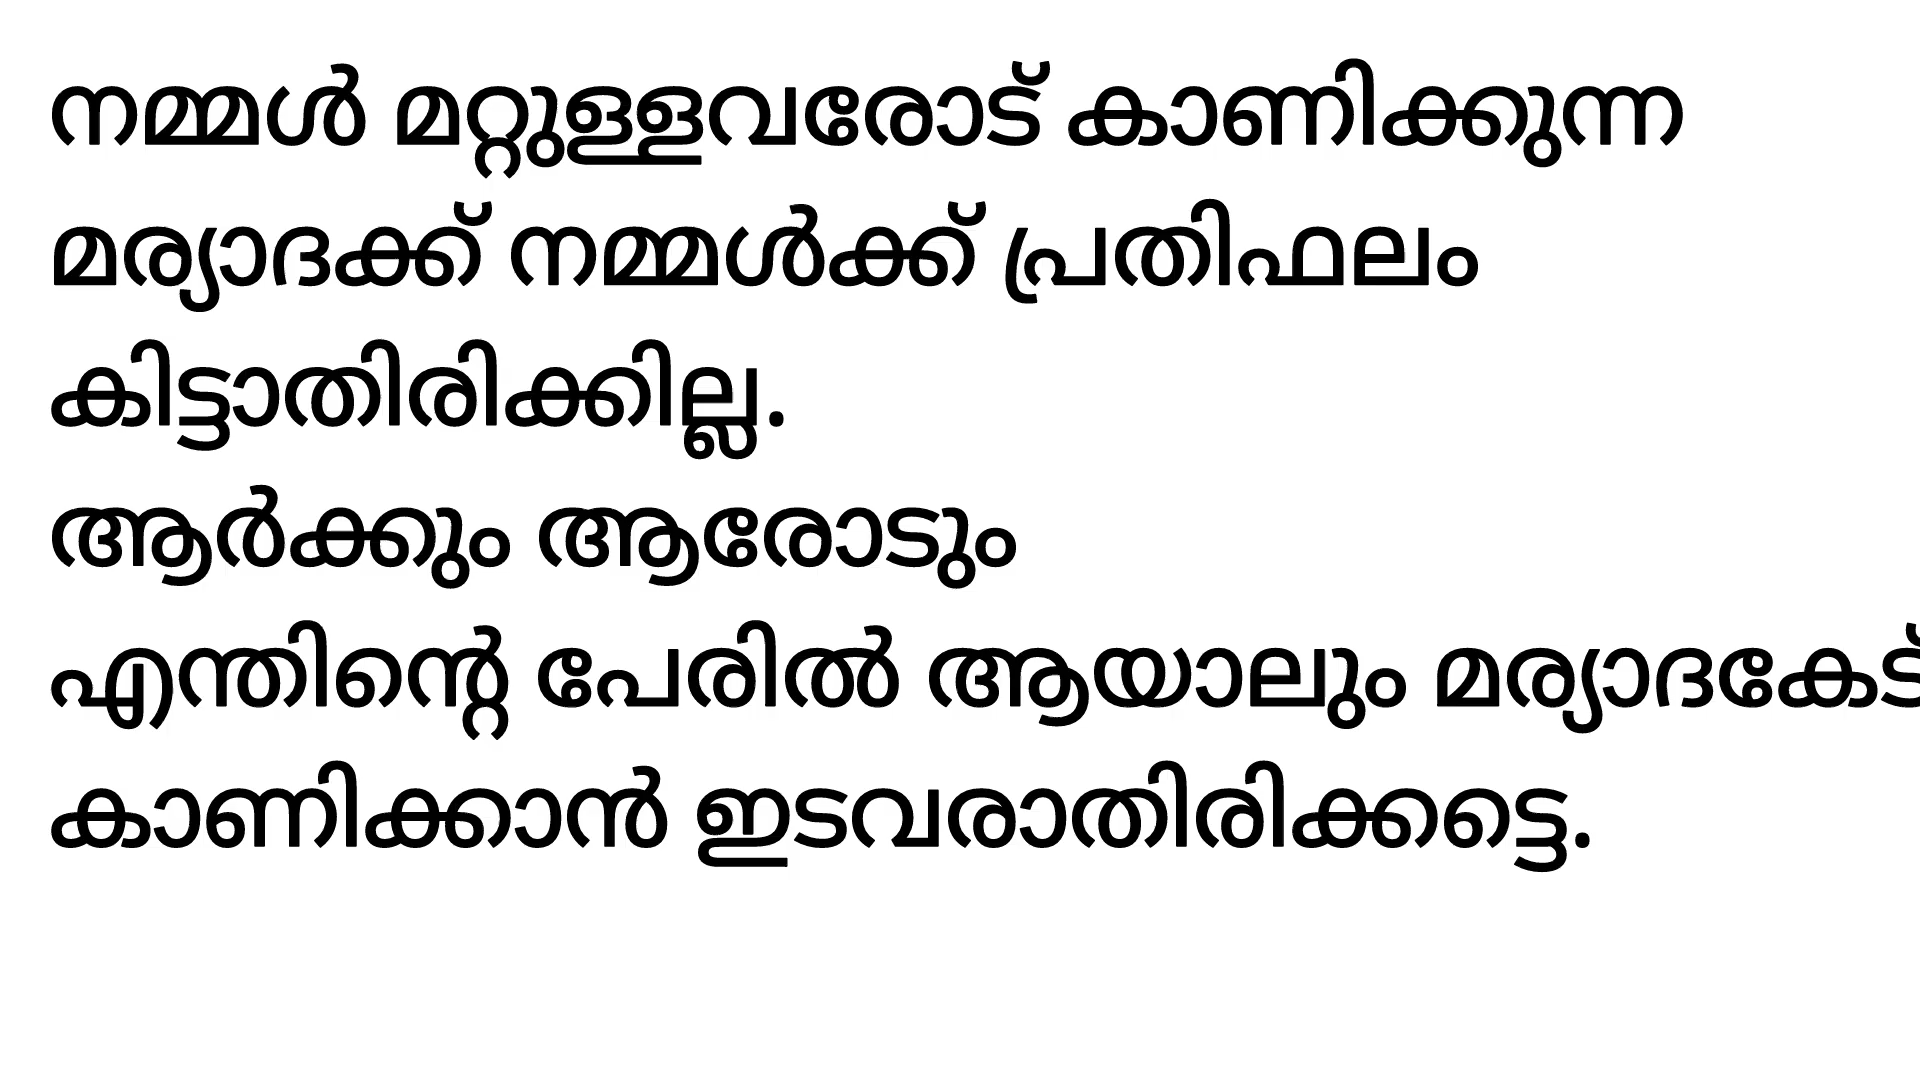 നമ്മൾ മറ്റുള്ളവരോട് കാണിക്കുന്ന
മര്യാദക്ക് നമ്മൾക്ക് പ്രതിഫലം
കിട്ടാതിരിക്കില്ല.
ആർക്കും ആരോടും
എന്തിന്റെ പേരിൽ ആയാലും മര്യാദകേട്
കാണിക്കാൻ ഇടവരാതിരിക്കട്ടെ.